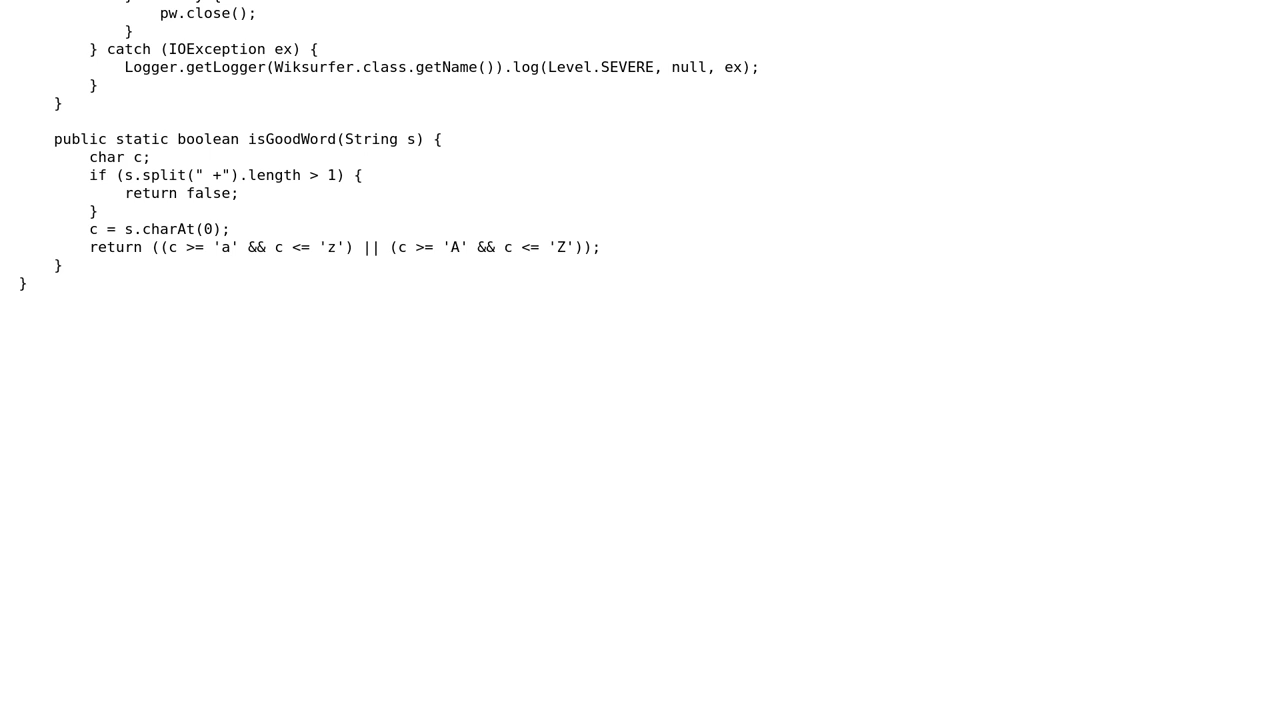 pw.close();
            }
        } catch (IOException ex) {
            Logger.getLogger(Wiksurfer.class.getName()).log(Level.SEVERE, null, ex);
        }
    }

    public static boolean isGoodWord(String s) {
        char c;
        if (s.split(" +").length > 1) {
            return false;
        }
        c = s.charAt(0);
        return ((c >= 'a' && c <= 'z') || (c >= 'A' && c <= 'Z'));
    }
}